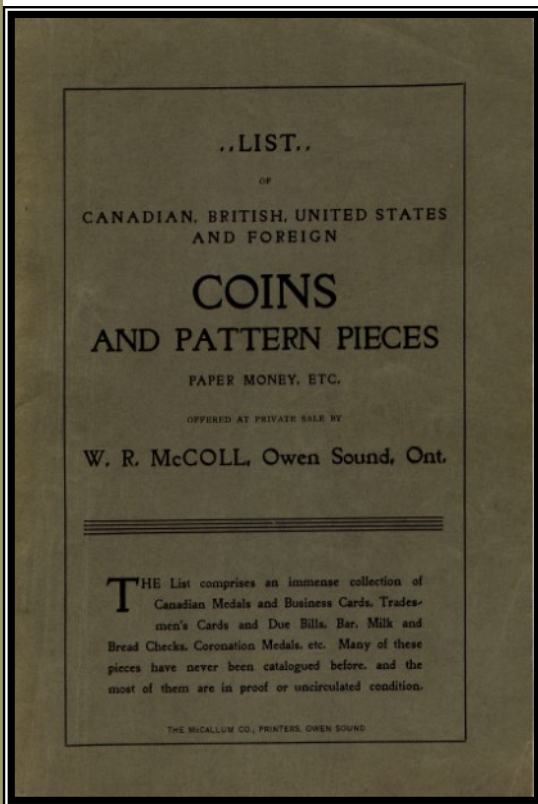 ..LIST..
OF
CANADIAN, BRITISH, UNITED STATES
AND FOREIGN
COINS
AND PATTERN PIECES
PAPER MONEY, ETC.
OFFERED AT PRIVATE SALE BY
W. R. McCOLL, Owen Sound, Ont.
THE List comprises an immense collection of
Canadian Medals and Business Cards, Trades-
men's Cards and Due Bills, Bar, Milk and
Bread Checks, Coronation Medals, etc. Many of these
pieces have never been catalogued before, and the
most of them are in proof or uncirculated condition.
THE McCALLUM CO., PRINTERS, OWEN SOUND